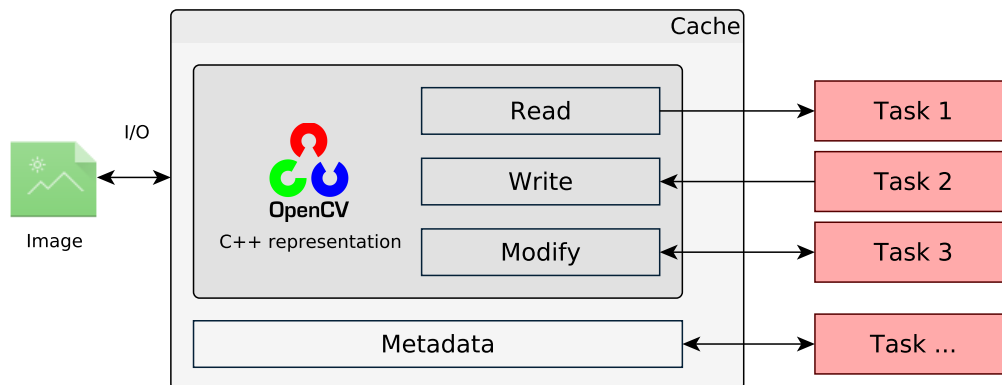 Cache
I/O
Image
OpenCV
C++ representation
Read
Write
Modify
Metadata
Task 1
Task 2
Task 3
Task ...